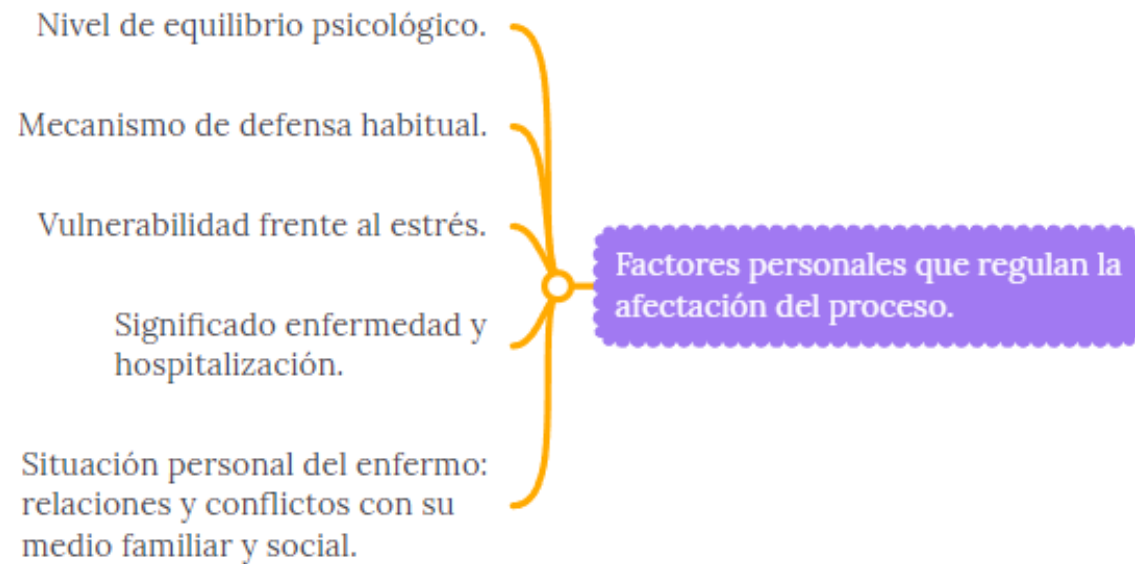 Nivel de equilibrio psicológico.
Mecanismo de defensa habitual.
Vulnerabilidad frente al estrés.
Significado enfermedad y
hospitalización.
Situación personal del enfermo:
relaciones y conflictos con su
medio familiar y social.
Factores personales que regulan la
afectación del proceso.